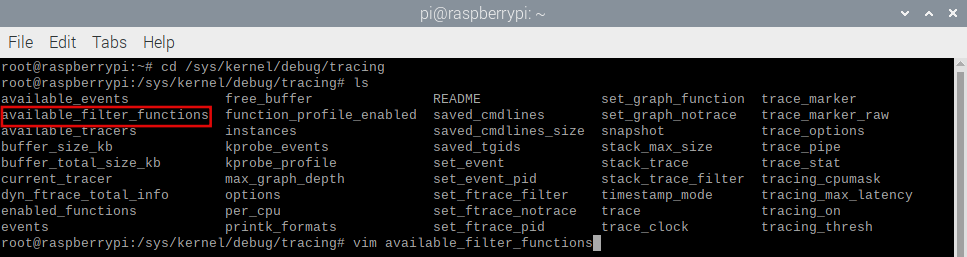 pi@raspberrypi: ~
File Edit Tabs Help
root@raspberrypi:~# cd /sys/kernel/debug/tracing
root@raspberrypi:/sys/kernel/debug/tracing# ls
available_events free_buffer README set_graph_function trace_marker
available_filter_functions function_profile_enabled saved_cmdlines set_graph_notrace trace_marker_raw
available_tracers instances saved_cmdlines_size snapshot trace_options
buffer_size_kb kprobe_events saved_tgids stack_max_size trace_pipe
buffer_total_size_kb kprobe_profile set_event stack_trace trace_stat
current_tracer max_graph_depth set_event_pid stack_trace_filter tracing_cpumask
dyn_ftrace_total_info options set_ftrace_filter timestamp_mode tracing_max_latency
enabled_functions per_cpu set_ftrace_notrace trace tracing_on
events printk_formats set_ftrace_pid trace_clock tracing_thresh
root@raspberrypi:/sys/kernel/debug/tracing# vim available_filter_functions